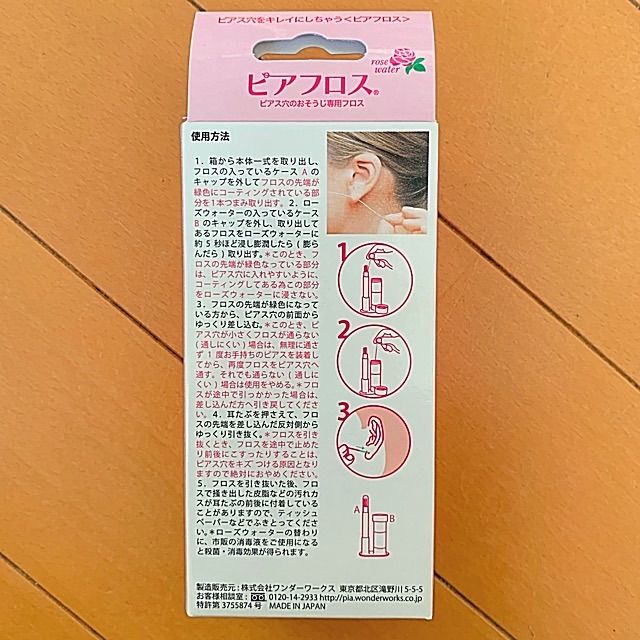 ピアス穴をキレイにしちゃう<ピアフロス>
rose
water
ピアフロス®
ピアス穴のおそうじ専用フロス
使用方法
1．箱から本体一式を取り出し、
フロスの入っているケース A の
キャップを外してフロスの先端が
緑色にコーティングされている部
分を1本つまみ取り出す。2．ロ
ーズウォーターの入っているケース
B のキャップを外し、取り出して
あるフロスをローズウォーターに
約 5 秒ほど浸し膨潤したら ( 膨ら
んだら ) 取り出す。＊このとき、フ
ロスの先端が緑色なっている部分
は、ピアス穴に入れやすいように、
コーティングしてある為この部分
をローズウォーターに浸さない。
3．フロスの先端が緑色になって
いる方から、ピアス穴の前面から
ゆっくり差し込む。＊このとき、ピ
アス穴が小さくフロスが通らない
( 通しにくい ) 場合は、無理に通さ
ず 1 度お手持ちのピアスを装着し
てから、再度フロスをピアス穴へ
通す。それでも通らない ( 通しに
くい ) 場合は使用をやめる。＊フロ
スが途中で引っかかった場合は、
差し込んだ方へ引き戻してくださ
い。4．耳たぶを押さえて、フロ
スの先端を差し込んだ反対側から
ゆっくり引き抜く。＊フロスを引き
抜くとき、フロスを途中で止めた
り前後にこすったりすることは、
ピアス穴をキズつける原因となり
ますので絶対におやめください。
5．フロスを引き抜いた後、フロ
スで掻き出した皮脂などの汚れカ
スが耳たぶの前後に付着している
ことがありますので、ティッシュ
ペーパーなどでふきとってくださ
い。＊ローズウォーターの替わり
に、市販の消毒液をご使用になる
と殺菌・消毒効果が得られます。
1
2
3
A
B
製造販売元：株式会社ワンダーワークス 東京都北区滝野川 5-5-5
お客様相談室： 0120-14-2933 http://pia.wonderworks.co.jp
特許第 3755874 号 MADE IN JAPAN